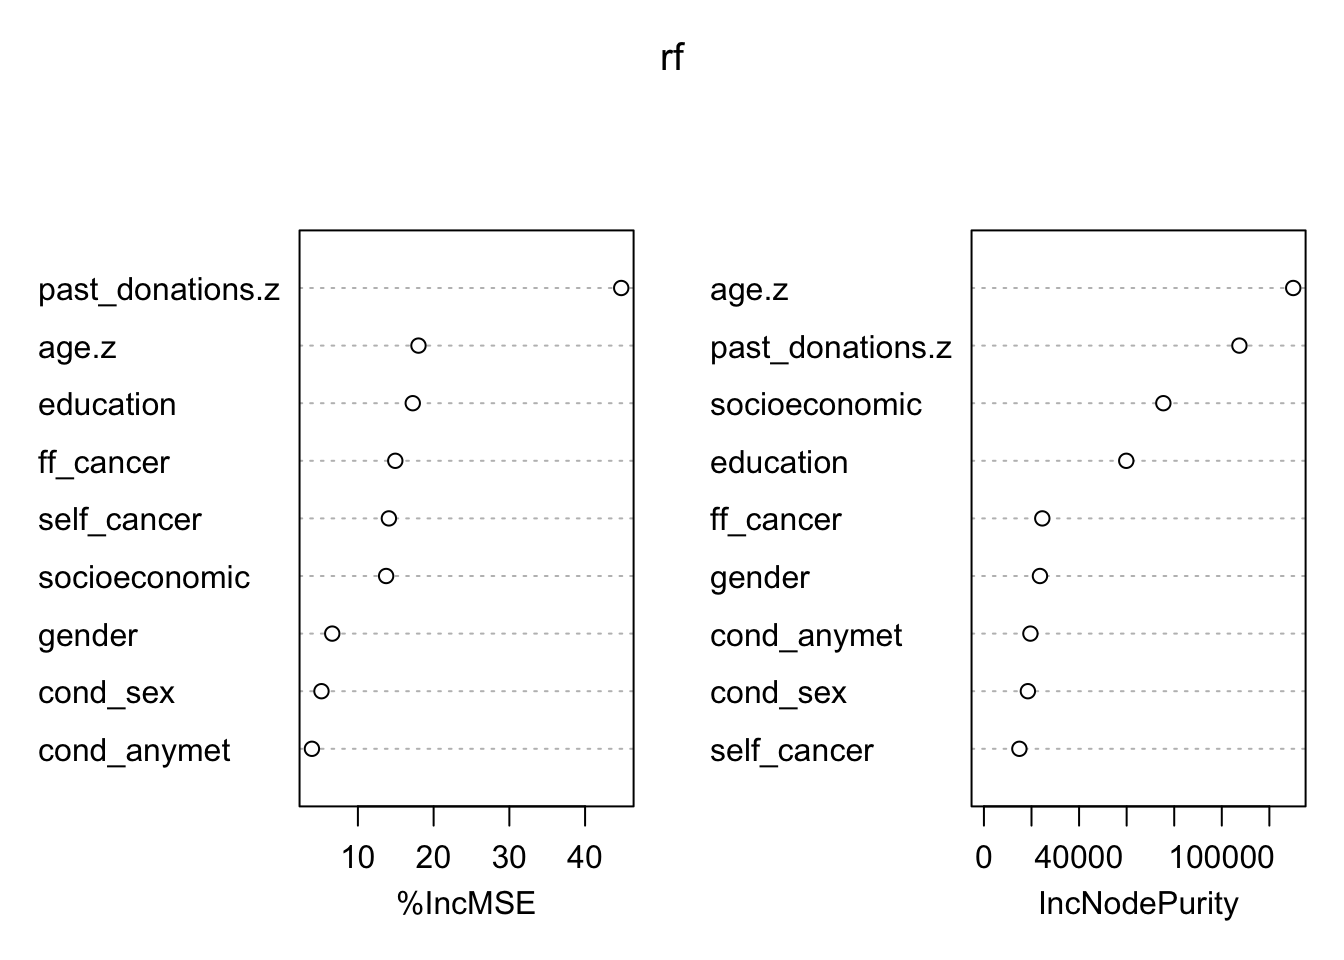 rf
past_donations.z
age.z
education
ff_cancer
self_cancer
socioeconomic
gender
cond_sex
cond_anymet
10 20 30 40
%IncMSE
age.z
past_donations.z
socioeconomic
education
ff_cancer
gender
cond_anymet
cond_sex
self_cancer
0 40000 100000
IncNodePurity